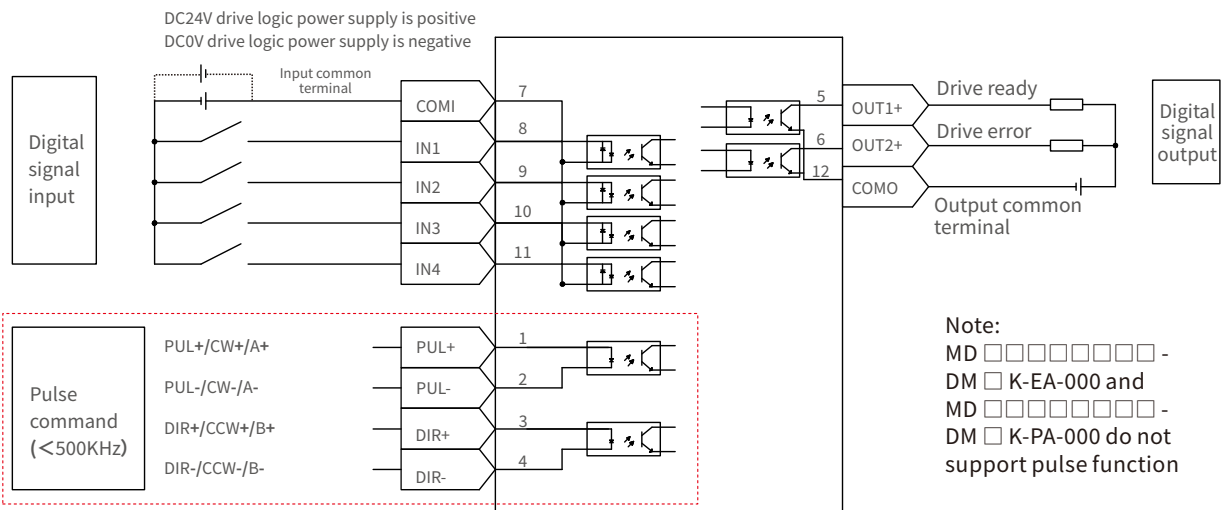 DC24V drive logic power supply is positive
DC0V drive logic power supply is negative
Digital
signal
input
Input common
terminal
COMI
7
IN1
8
IN2
9
IN3
10
IN4
11
5
OUT1+
Drive ready
6
OUT2+
Drive error
12
COMO
Output common
terminal
Digital
signal
output
Pulse
command
(<500KHz)
PUL+/CW+/A+
PUL+
1
PUL-/CW-/A-
PUL-
2
DIR+/CCW+/B+
DIR+
3
DIR-/CCW-/B-
DIR-
4
Note:
MD □□□□□□□□ -
DM □ K-EA-000 and
MD □□□□□□□□ -
DM □ K-PA-000 do not
support pulse function